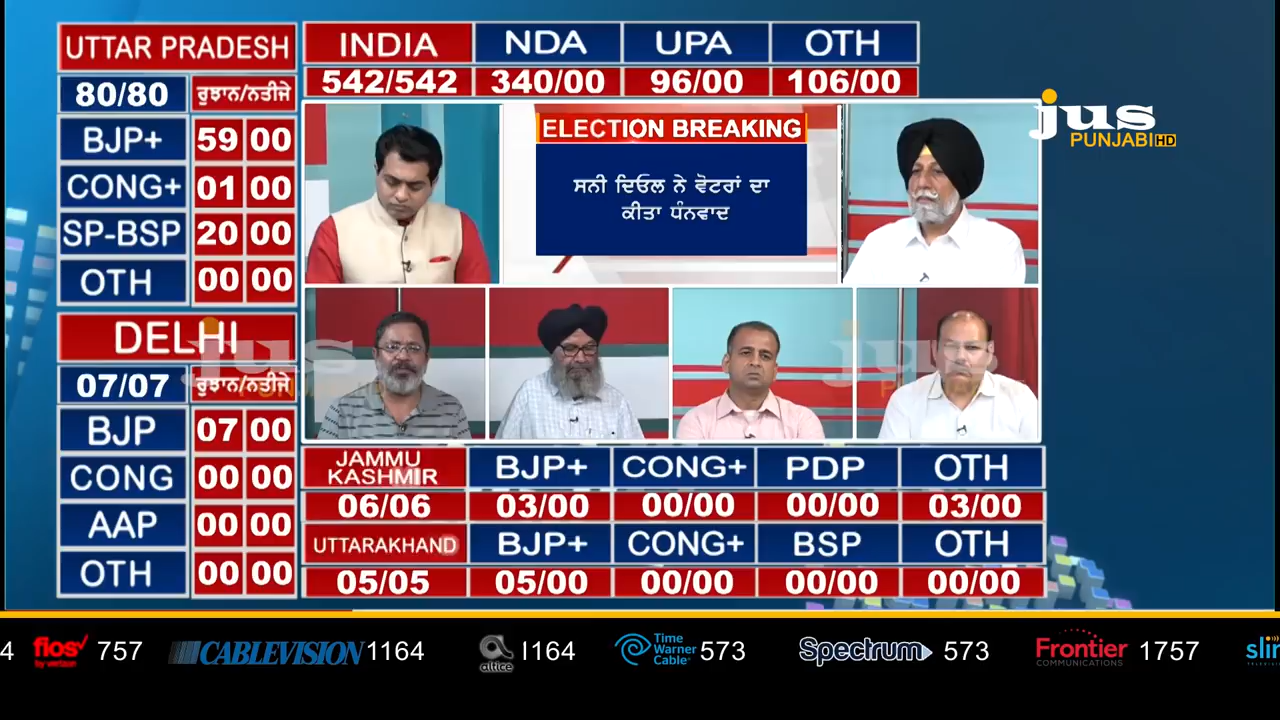 UTTAR PRADESH
80/80 ਰੁਝਾਨ/ਨਤੀਜੇ
BJP+ 59 00
CONG+ 01 00
SP-BSP 20 00
OTH 00 00
DELHI
07/07 ਰੁਝਾਨ/ਨਤੀਜੇ
BJP 07 00
CONG 00 00
AAP 00 00
OTH 00 00
INDIA NDA UPA OTH
542/542 340/00 96/00 106/00
ELECTION BREAKING
ਸਨੀ ਦਿਓਲ ਨੇ ਵੋਟਰਾਂ ਦਾ
ਕੀਤਾ ਧੰਨਵਾਦ
jus
PUNJABI HD
jus
jus
JAMMU
KASHMIR BJP+ CONG+ PDP OTH
06/06 03/00 00/00 00/00 03/00
UTTARAKHAND BJP+ CONG+ BSP OTH
05/05 05/00 00/00 00/00 00/00
4 fios by verizon 757 CABLEVISION 1164 altice I164 Time Warner Cable 573 Spectrum 573 Frontier COMMUNICATIONS 1757